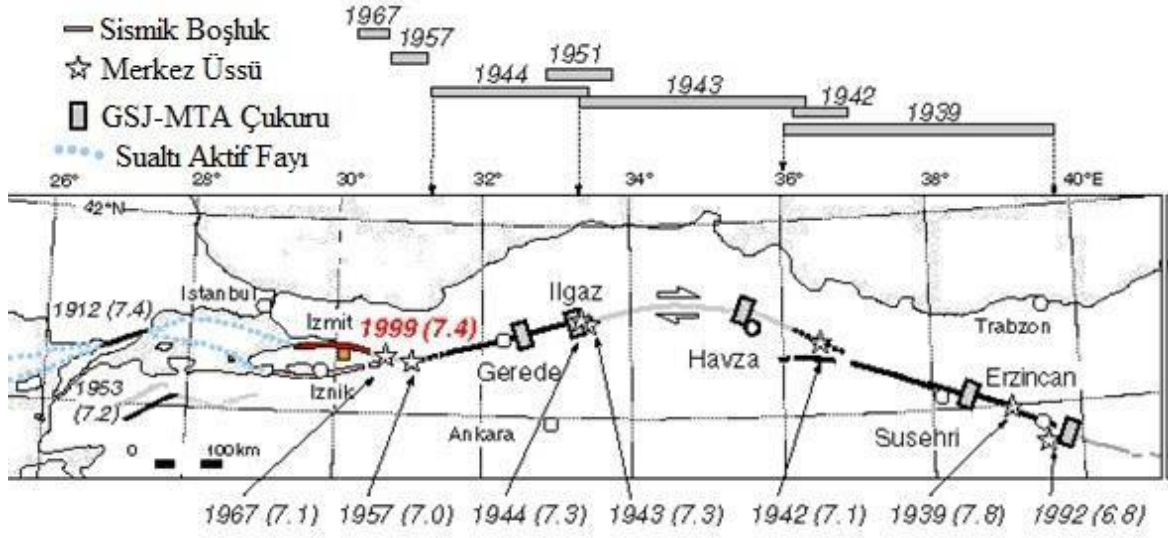 Sismik Boşluk
Merkez Üssü
GSJ-MTA Çukuru
Sualtı Aktif Fayı
1967
1957
1951
1944
1943
1942
1939
26°
28°
30°
32°
34°
36°
38°
40°E
42°N
1912 (7.4)
Istanbul
Izmit
1999 (7.4)
Ilgaz
Trabzon
Havza
Gerede
Iznik
1953
(7.2)
Erzincan
Ankara
Susehri
0 100km
1967 (7.1) 1957 (7.0) 1944 (7.3) 1943 (7.3) 1942 (7.1) 1939 (7.8) 1992 (6.8)